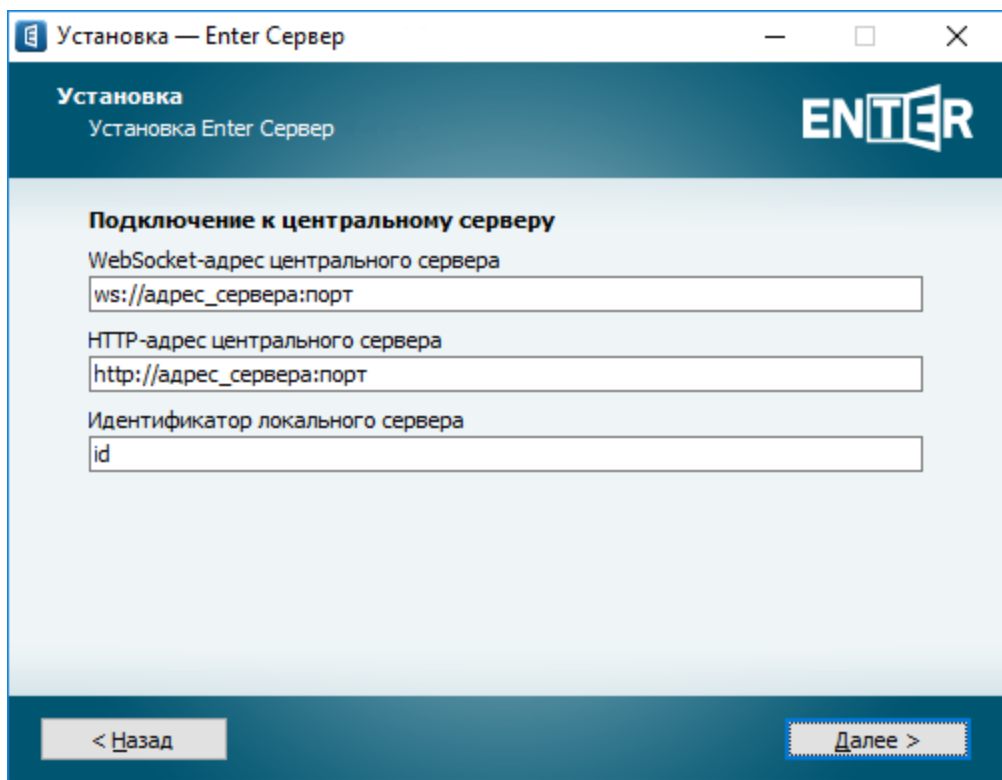 Установка — Enter Сервер
Установка
Установка Enter Сервер
ENTER
Подключение к центральному серверу
WebSocket-адрес центрального сервера
ws://адрес_сервера:порт
HTTP-адрес центрального сервера
http://адрес_сервера:порт
Идентификатор локального сервера
id
< Назад
Далее >